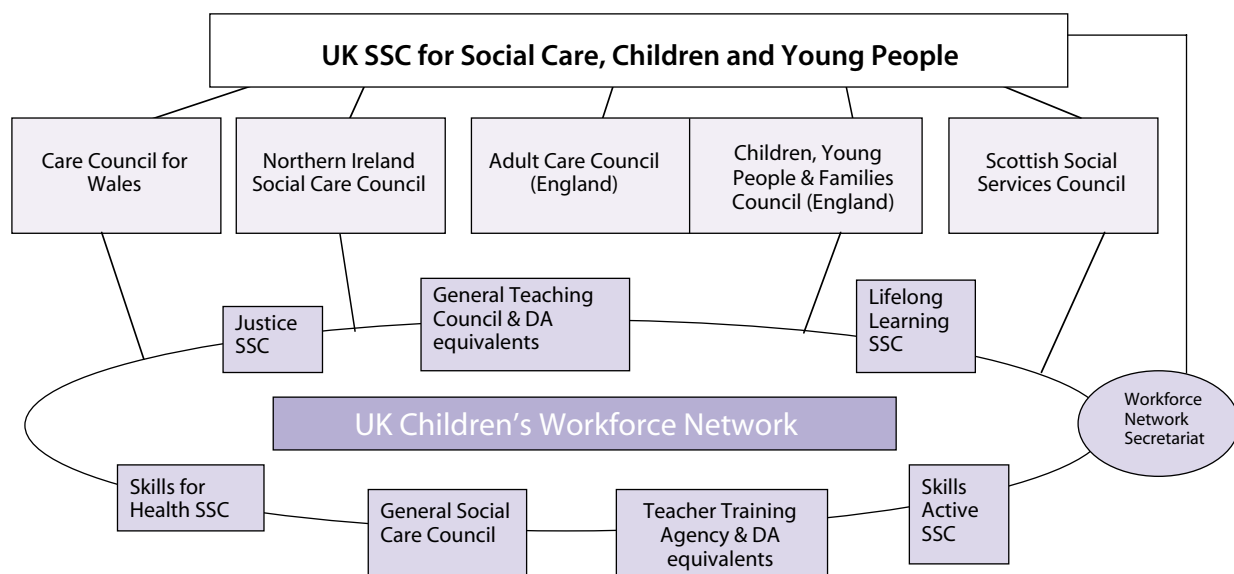 UK SSC for Social Care, Children and Young People
Care Council for
Wales
Northern Ireland
Social Care Council
Adult Care Council
(England)
Children, Young
People & Families
Council (England)
Scottish Social
Services Council
Justice
SSC
General Teaching
Council & DA
equivalents
Lifelong
Learning
SSC
UK Children’s Workforce Network
Workforce
Network
Secretariat
Skills for
Health SSC
General Social
Care Council
Teacher Training
Agency & DA
equivalents
Skills
Active
SSC